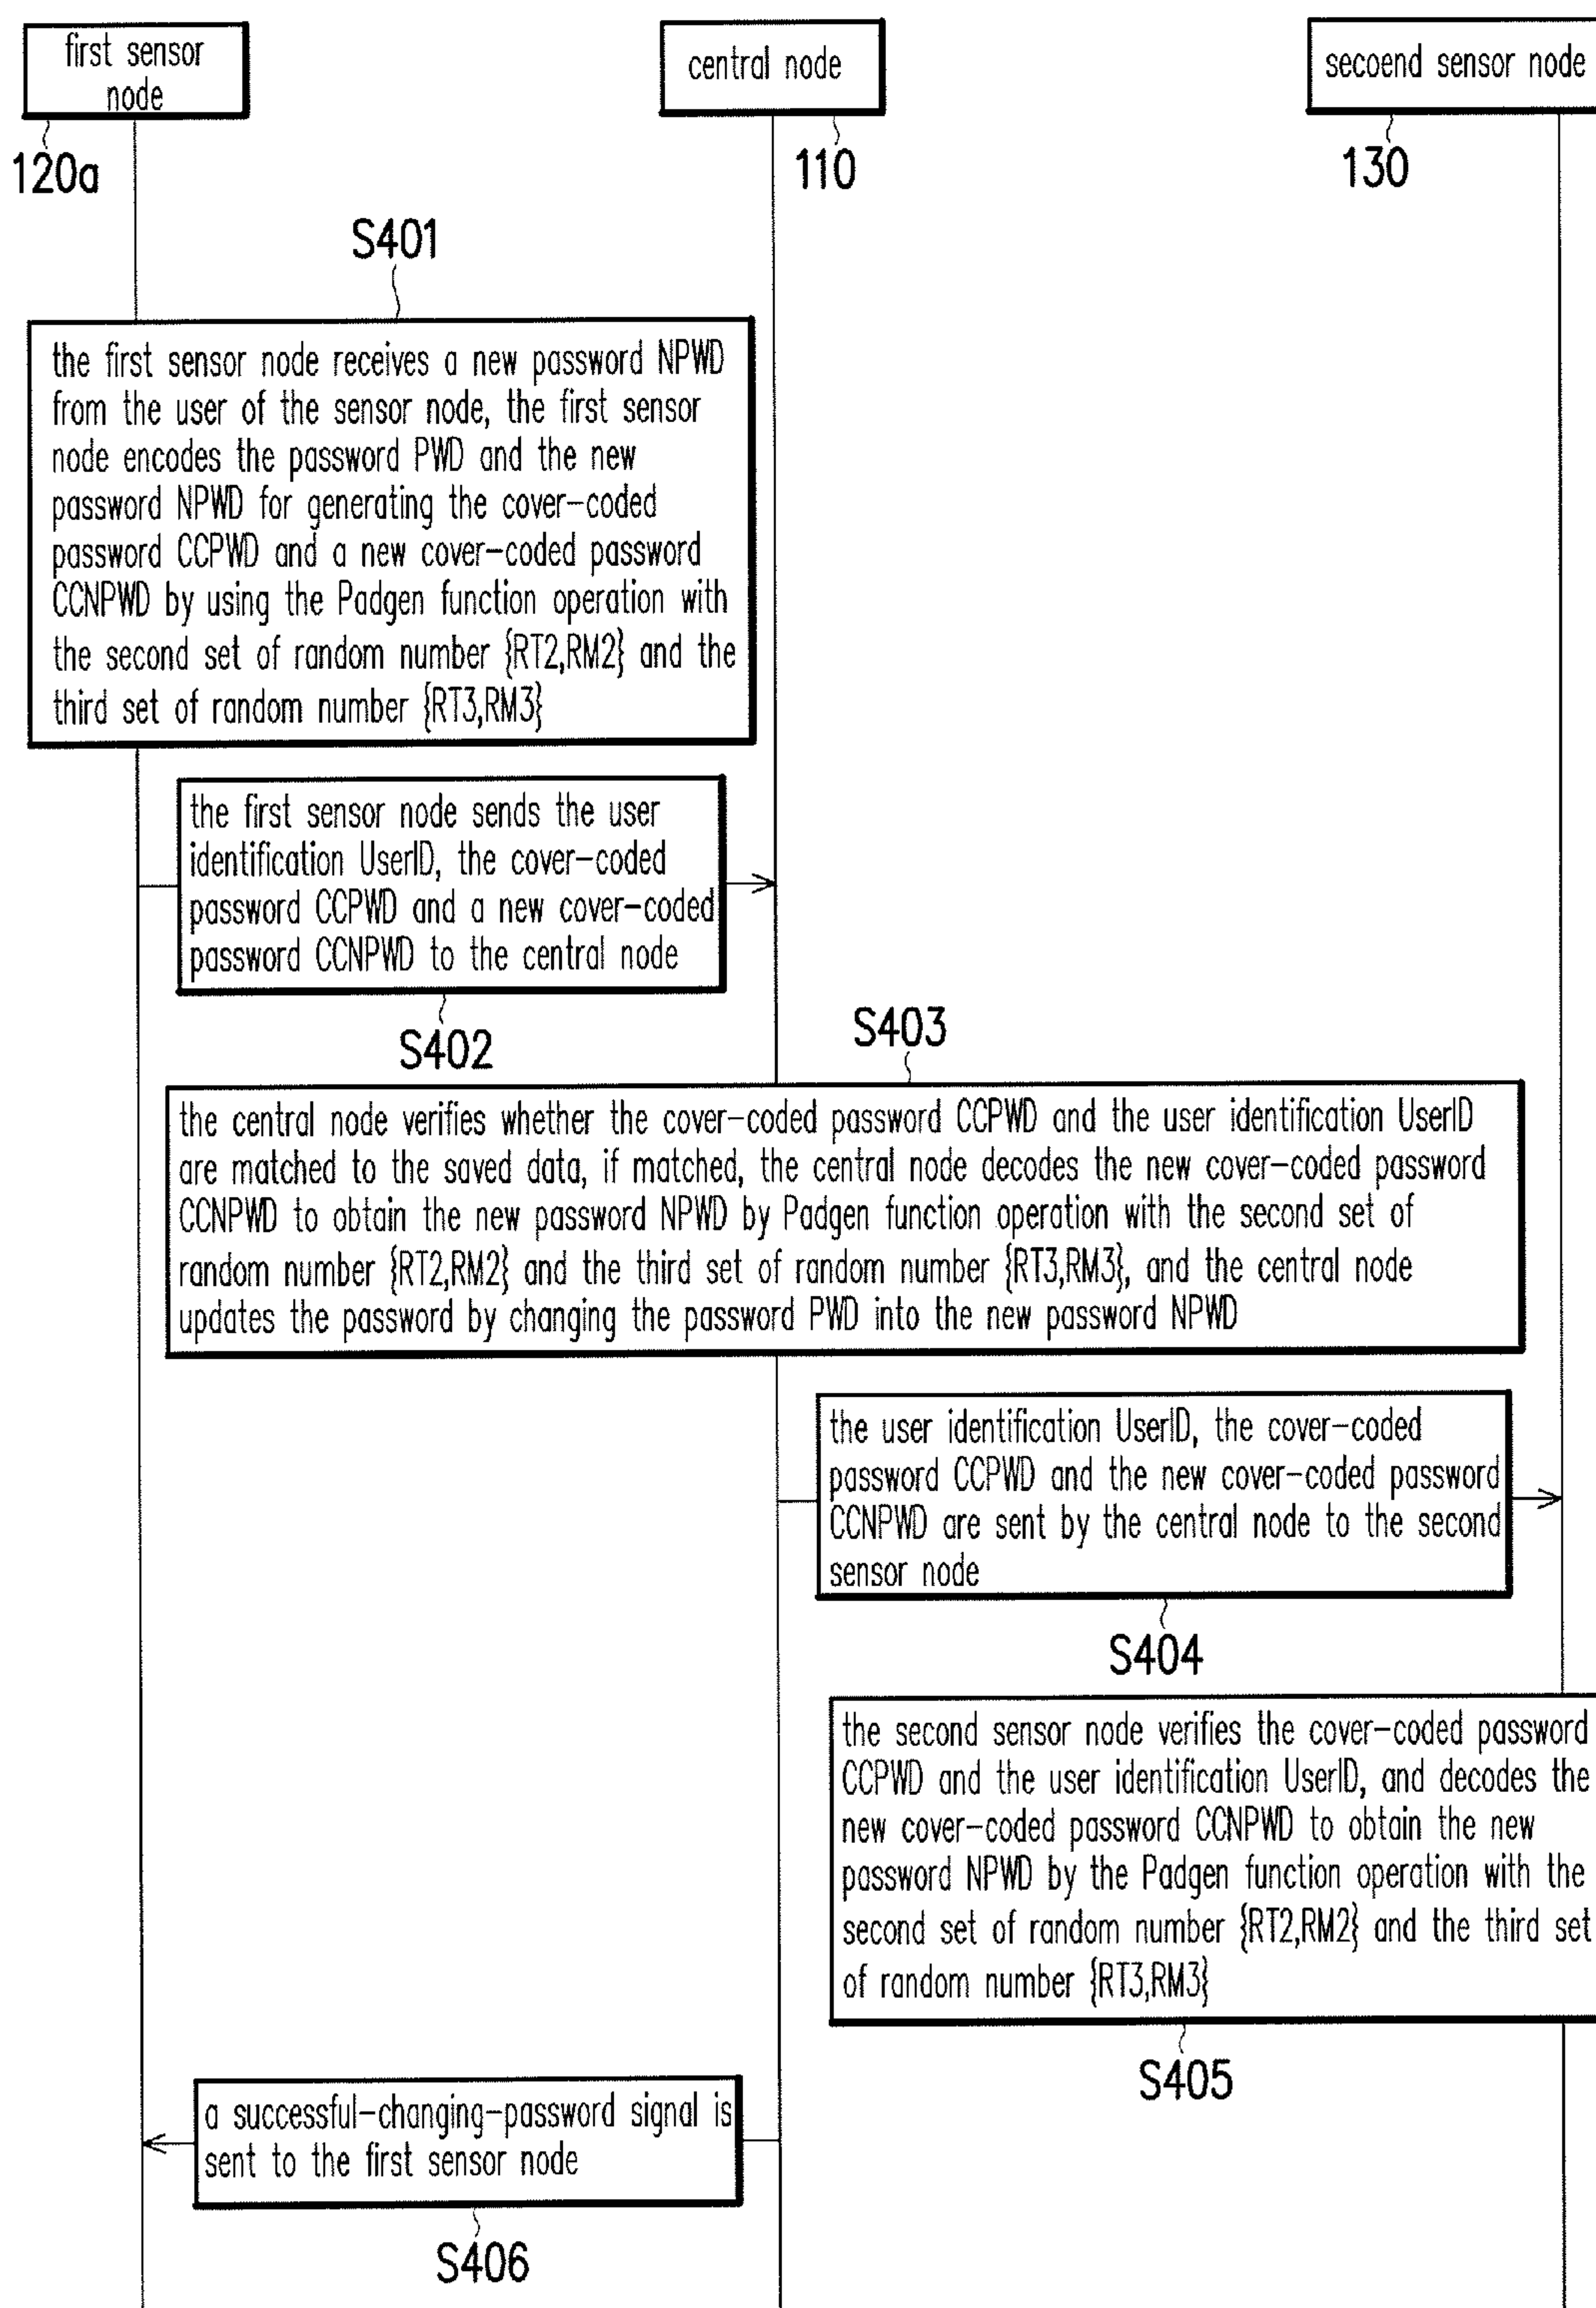 first sensor
node
central node
secoend sensor node
120a
110
130
S401
the first sensor node receives a new password NPWD
from the user of the sensor node, the first sensor
node encodes the password PWD and the new
password NPWD for generating the cover-coded
password CCPWD and a new cover-coded password
CCNPWD by using the Padgen function operation with
the second set of random number {RT2,RM2} and the
third set of random number {RT3,RM3}
the first sensor node sends the user
identification UserID, the cover-coded
password CCPWD and a new cover-coded
password CCNPWD to the central node
S402
S403
the central node verifies whether the cover-coded password CCPWD and the user identification UserID
are matched to the saved data, if matched, the central node decodes the new cover-coded password
CCNPWD to obtain the new password NPWD by Padgen function operation with the second set of
random number {RT2,RM2} and the third set of random number {RT3,RM3}, and the central node
updates the password by changing the password PWD into the new password NPWD
the user identification UserID, the cover-coded
password CCPWD and the new cover-coded password
CCNPWD are sent by the central node to the second
sensor node
S404
the second sensor node verifies the cover-coded password
CCPWD and the user identification UserID, and decodes the
new cover-coded password CCNPWD to obtain the new
password NPWD by the Padgen function operation with the
second set of random number {RT2,RM2} and the third set
of random number {RT3,RM3}
S405
a successful-changing-password signal is
sent to the first sensor node
S406